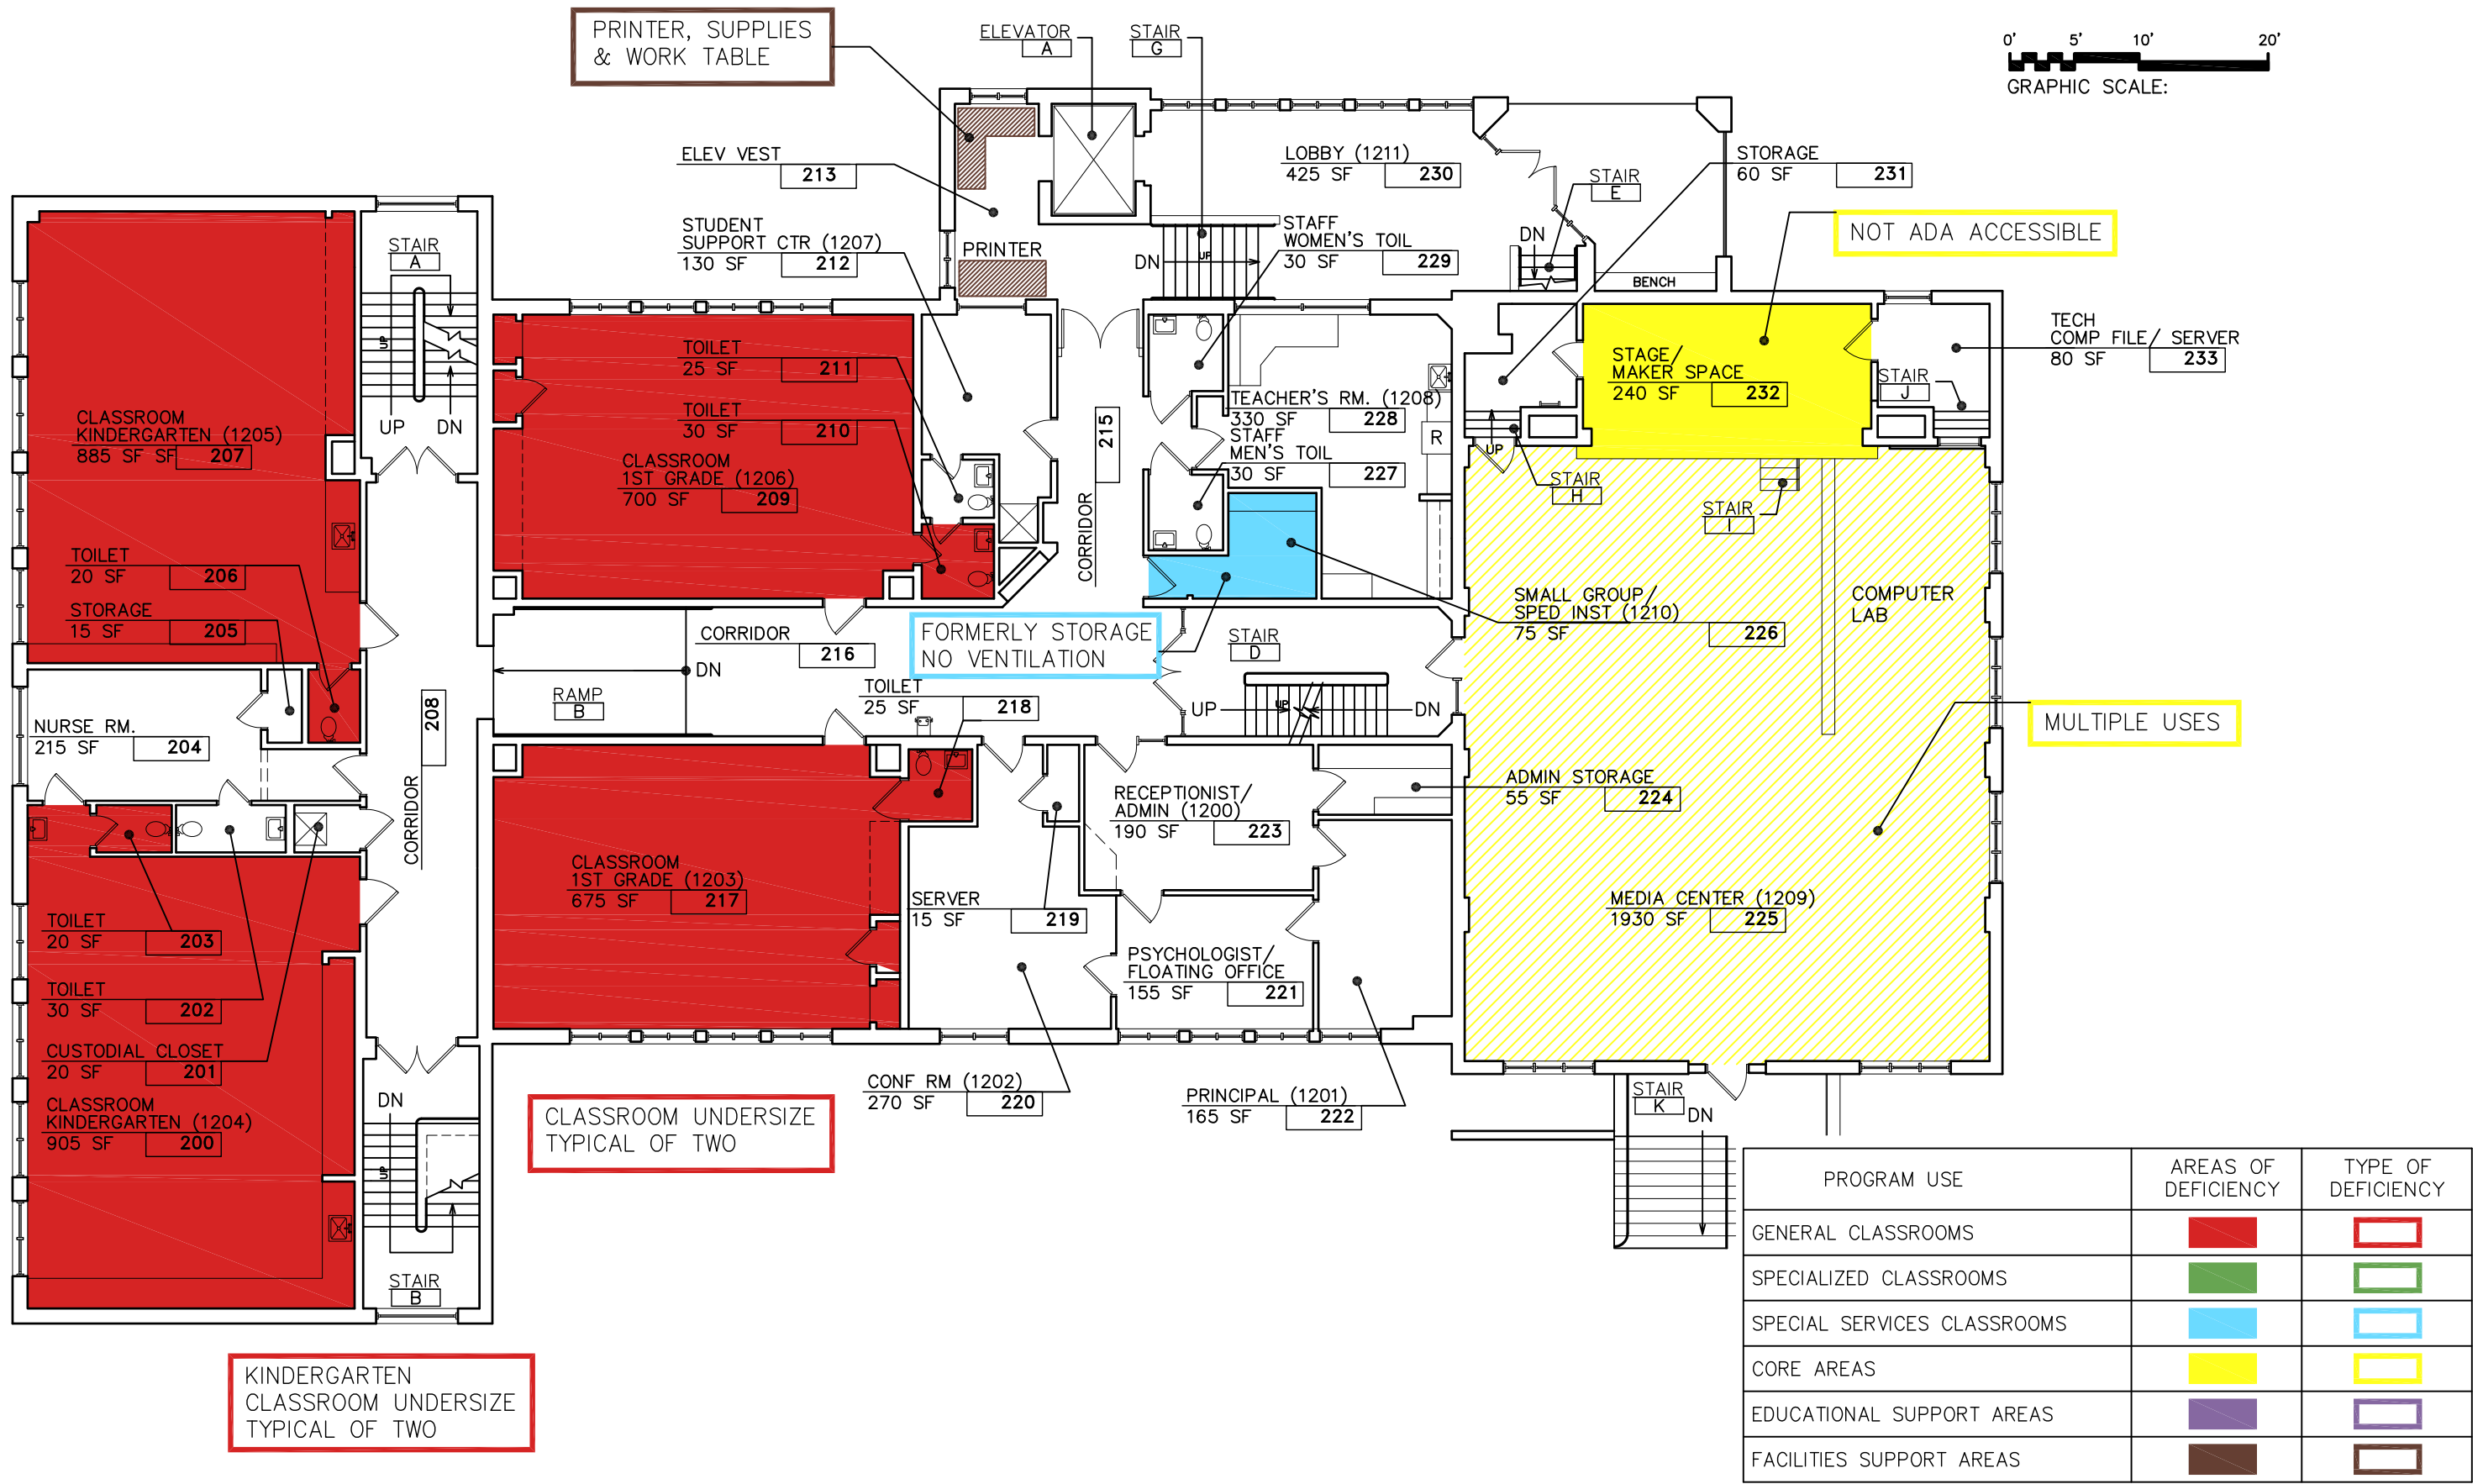 PRINTER, SUPPLIES
& WORK TABLE
ELEVATOR
A
STAIR
G
0' 5' 10' 20'
GRAPHIC SCALE:
ELEV VEST
213
LOBBY (1211)
425 SF 230
STORAGE
60 SF 231
STAIR
E
NOT ADA ACCESSIBLE
STUDENT
SUPPORT CTR (1207)
130 SF 212
PRINTER
STAFF
WOMEN'S TOIL
30 SF 229
DN
UP
DN
BENCH
STAIR
A
UP
UP DN
TECH
COMP FILE/ SERVER
80 SF 233
TOILET
25 SF 211
STAGE/
MAKER SPACE
240 SF 232
STAIR
J
TEACHER'S RM. (1208)
330 SF 228
CLASSROOM
KINDERGARTEN (1205)
885 SF SF 207
TOILET
30 SF 210
STAFF
MEN'S TOIL
30 SF 227
R
UP
CORRIDOR
215
CLASSROOM
1ST GRADE (1206)
700 SF 209
STAIR
H
STAIR
I
TOILET
20 SF 206
STORAGE
15 SF 205
COMPUTER
LAB
SMALL GROUP/
SPED INST (1210)
75 SF 226
CORRIDOR
216
FORMERLY STORAGE
NO VENTILATION
STAIR
D
DN
RAMP
B
TOILET
25 SF 218
UP
UP
DN
NURSE RM.
215 SF 204
CORRIDOR
208
MULTIPLE USES
RECEPTIONIST/
ADMIN (1200)
190 SF 223
ADMIN STORAGE
55 SF 224
CLASSROOM
1ST GRADE (1203)
675 SF 217
SERVER
15 SF 219
MEDIA CENTER (1209)
1930 SF 225
TOILET
20 SF 203
PSYCHOLOGIST/
FLOATING OFFICE
155 SF 221
TOILET
30 SF 202
CUSTODIAL CLOSET
20 SF 201
CLASSROOM
KINDERGARTEN (1204)
905 SF 200
DN
UP
STAIR
B
CONF RM (1202)
270 SF 220
PRINCIPAL (1201)
165 SF 222
STAIR
K
DN
CLASSROOM UNDERSIZE
TYPICAL OF TWO
KINDERGARTEN
CLASSROOM UNDERSIZE
TYPICAL OF TWO
PROGRAM USE
AREAS OF
DEFICIENCY
TYPE OF
DEFICIENCY
GENERAL CLASSROOMS
SPECIALIZED CLASSROOMS
SPECIAL SERVICES CLASSROOMS
CORE AREAS
EDUCATIONAL SUPPORT AREAS
FACILITIES SUPPORT AREAS